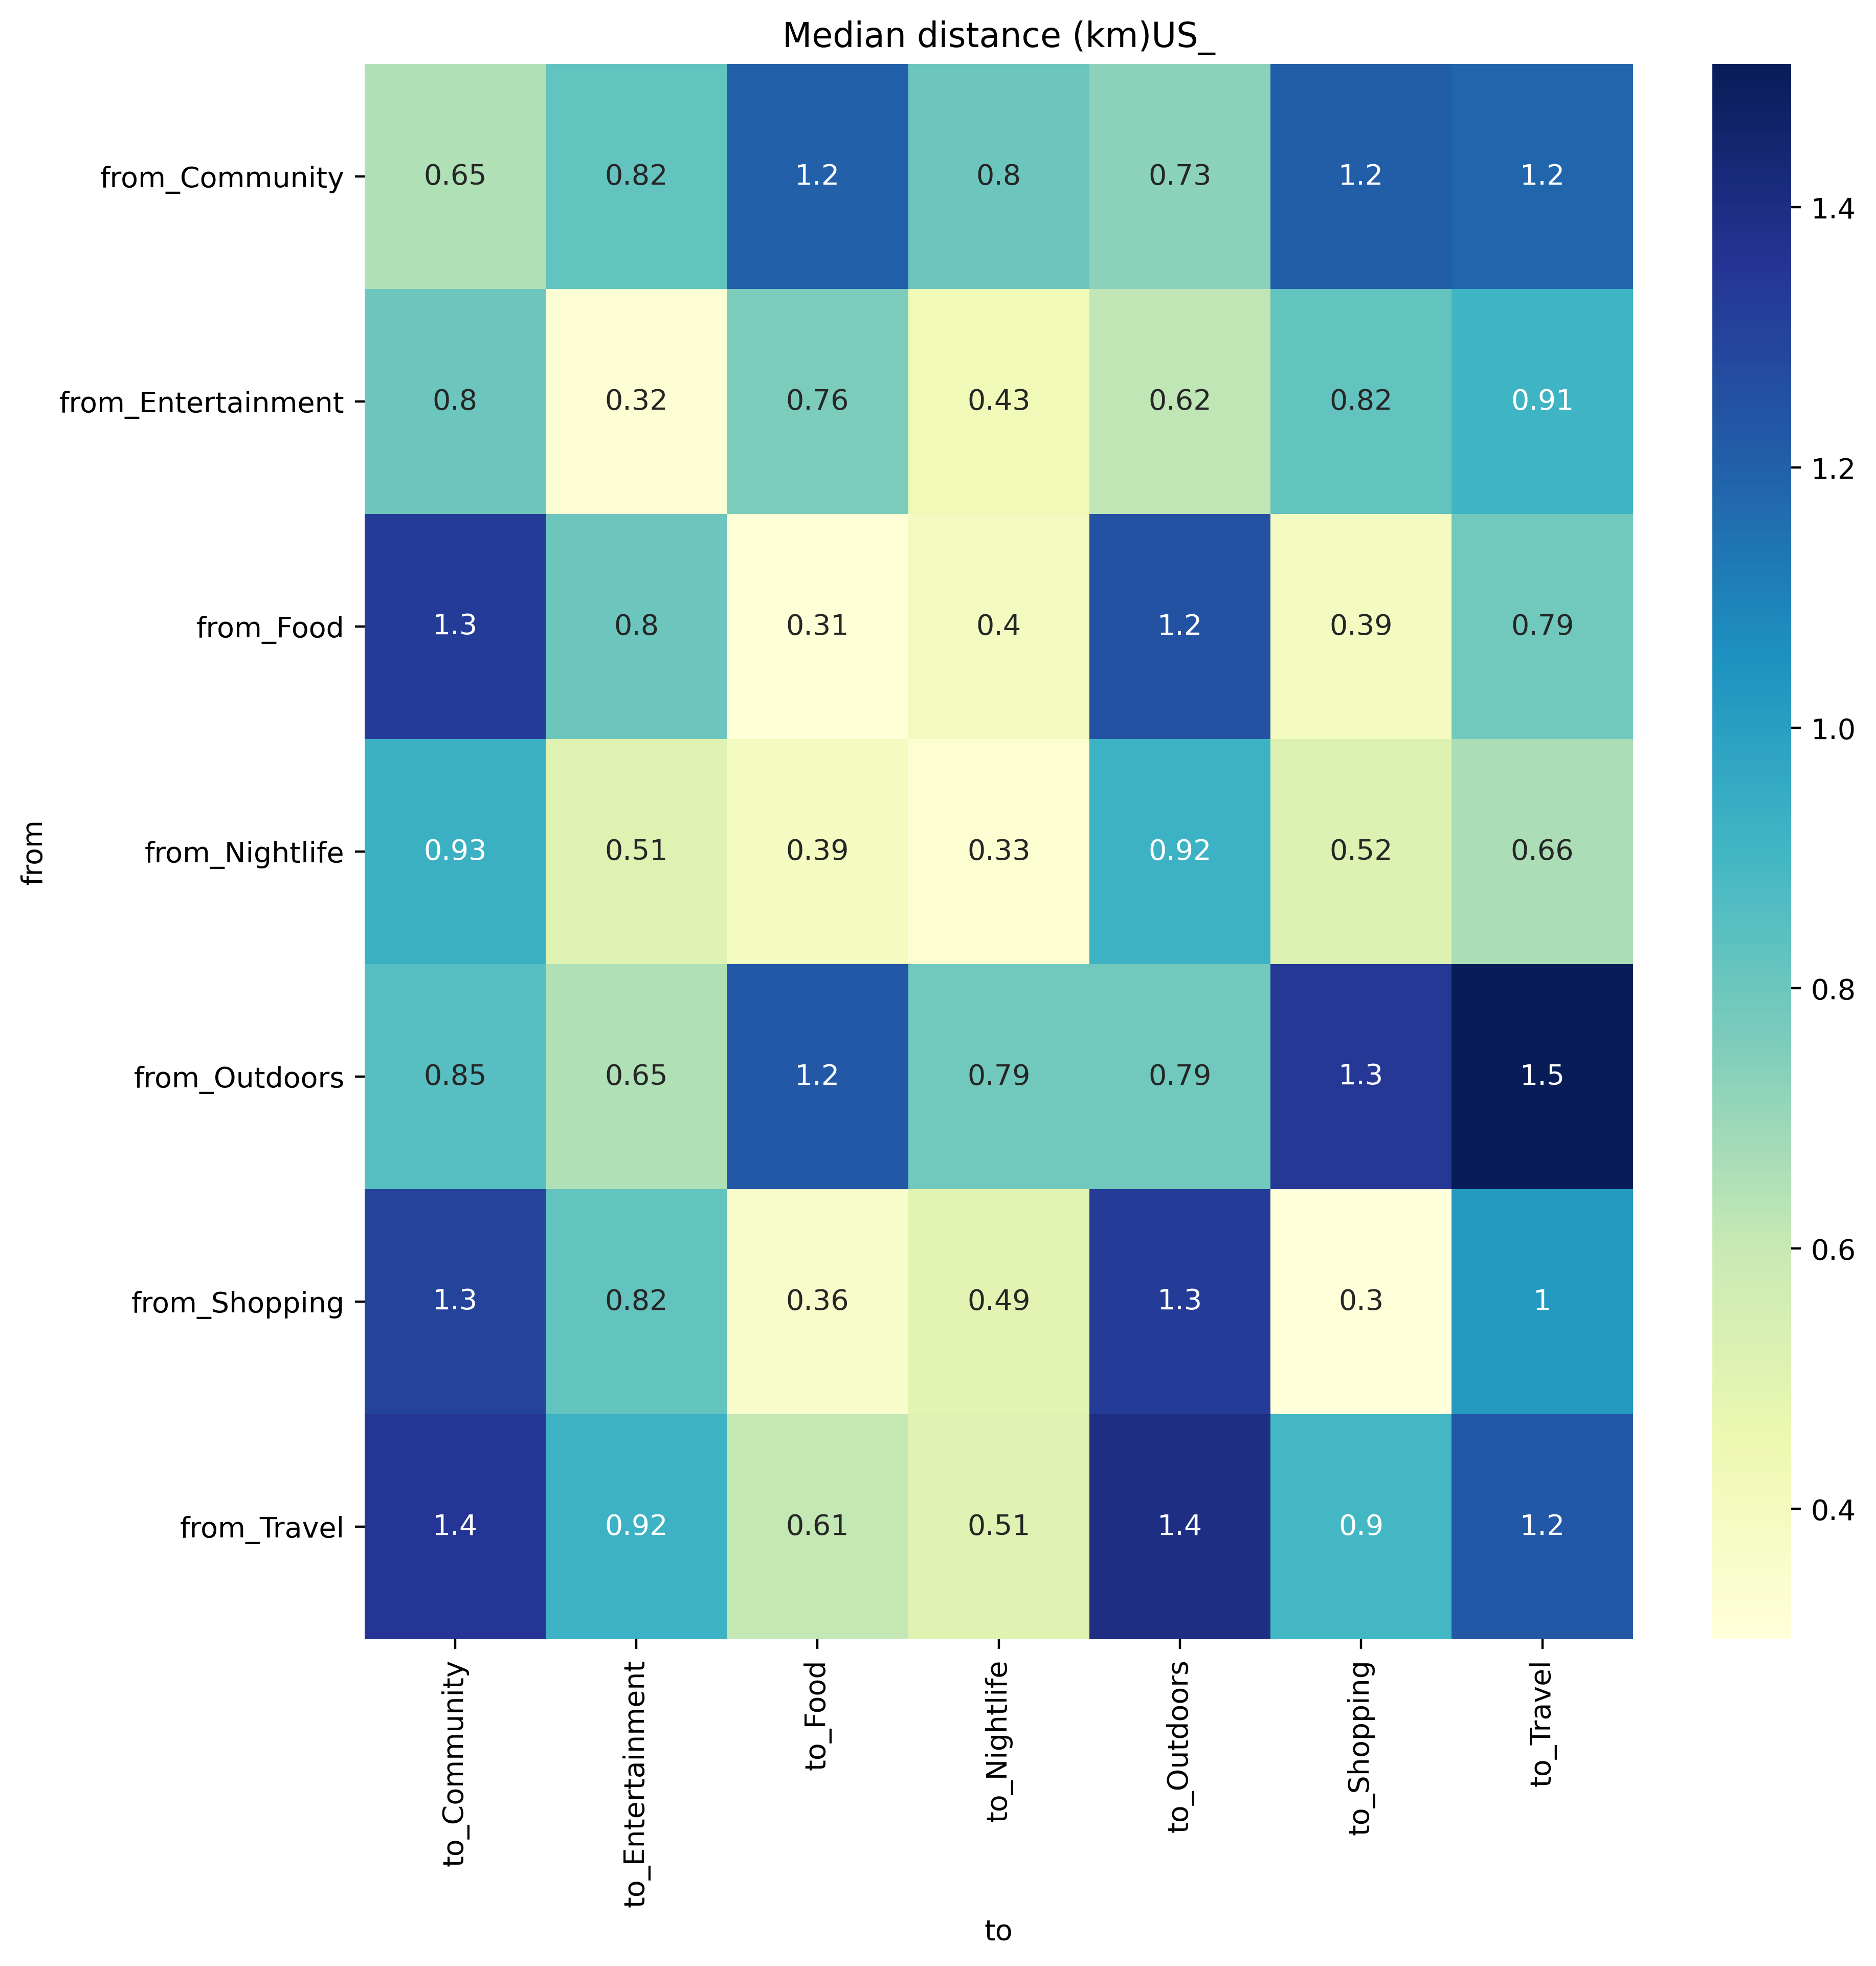 Median distance (km)US_
from_Community 0.65 0.82 1.2 0.8 0.73 1.2 1.2
from_Entertainment 0.8 0.32 0.76 0.43 0.62 0.82 0.91
from_Food 1.3 0.8 0.31 0.4 1.2 0.39 0.79
from_Nightlife 0.93 0.51 0.39 0.33 0.92 0.52 0.66
from_Outdoors 0.85 0.65 1.2 0.79 0.79 1.3 1.5
from_Shopping 1.3 0.82 0.36 0.49 1.3 0.3 1
from_Travel 1.4 0.92 0.61 0.51 1.4 0.9 1.2
from
to_Community
to_Entertainment
to_Food
to_Nightlife
to_Outdoors
to_Shopping
to_Travel
to
1.4
1.2
1.0
0.8
0.6
0.4